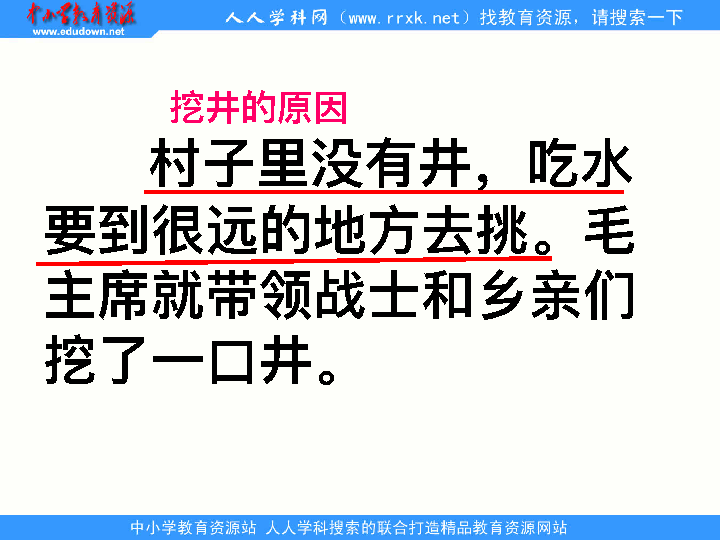 中小学教育资源
www.edudown.net
人人学科网（www.rrxk.net）找教育资源，请搜索一下
挖井的原因
村子里没有井，吃水
要到很远的地方去挑。毛
主席就带领战士和乡亲们
挖了一口井。
中小学教育资源站 人人学科搜索的联合打造精品教育资源网站